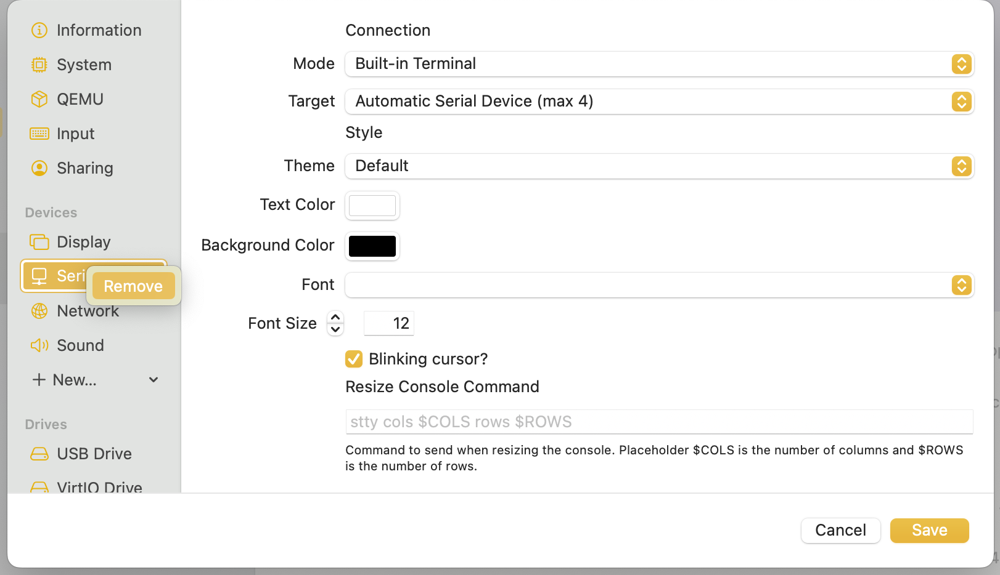 Information
System
QEMU
Input
Sharing
Devices
Display
Seri
Remove
Network
Sound
New...
Drives
USB Drive
VirtIO Drive
Connection
Mode Built-in Terminal
Target Automatic Serial Device (max 4)
Style
Theme Default
Text Color
Background Color
Font
Font Size 12
Blinking cursor?
Resize Console Command
stty cols $COLS rows $ROWS
Command to send when resizing the console. Placeholder $COLS is the number of columns and $ROWS
is the number of rows.
Cancel Save